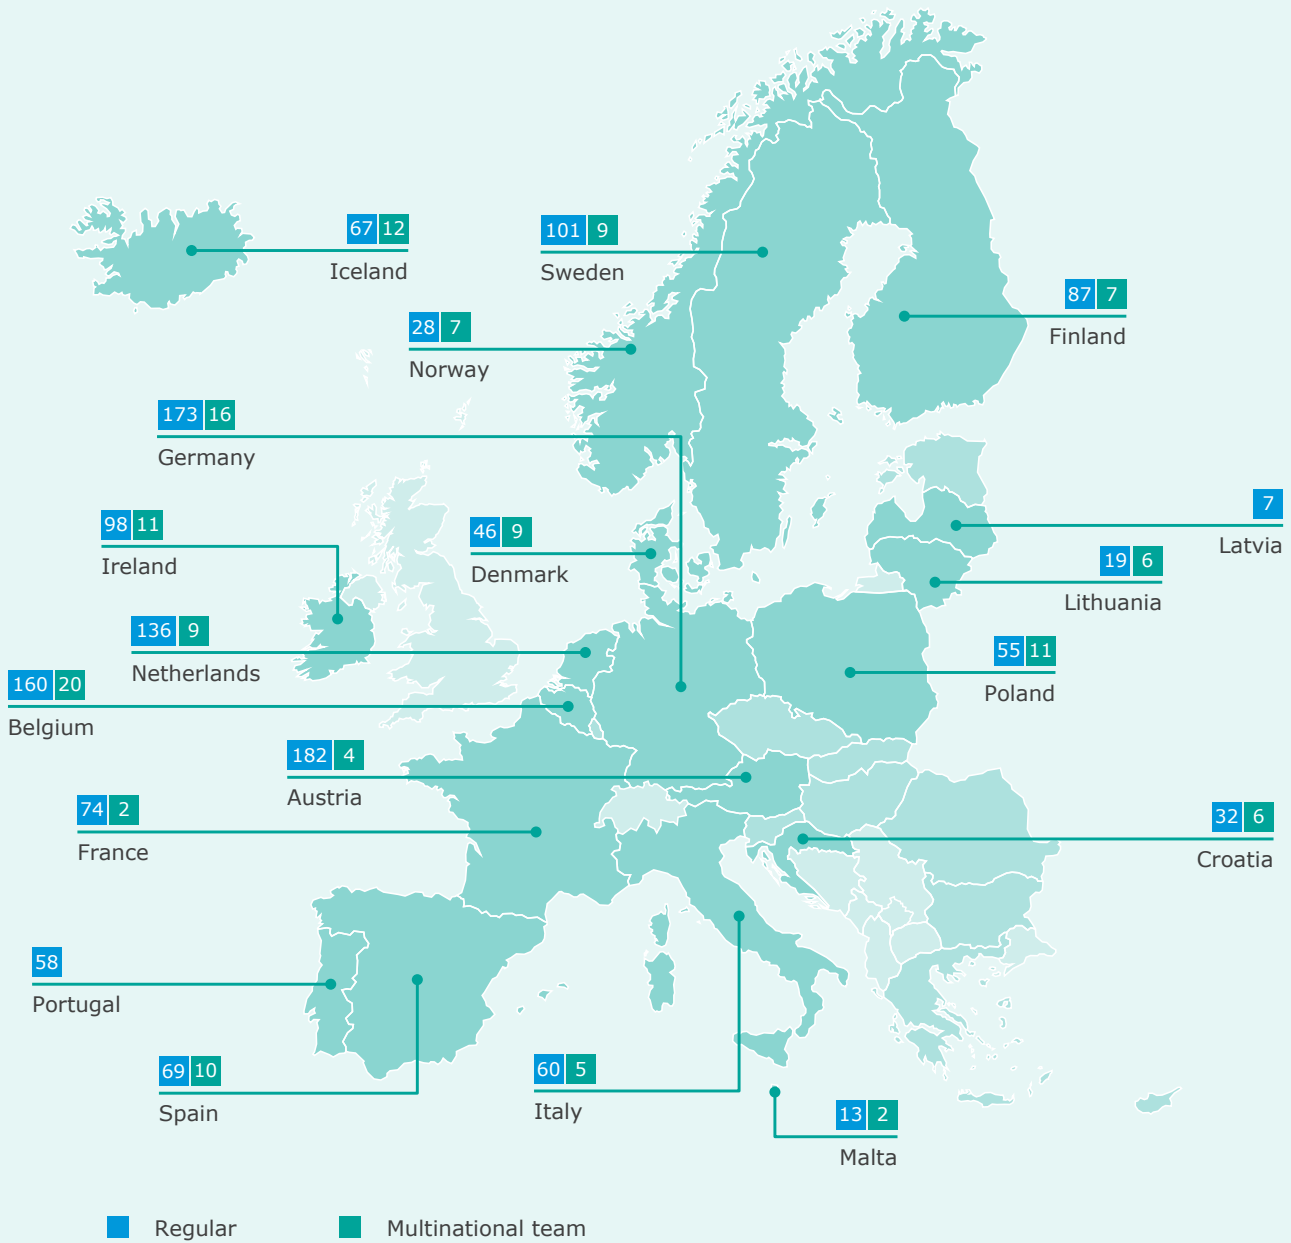 67 12
Iceland
101 9
Sweden
87 7
Finland
28 7
Norway
173 16
Germany
7
Latvia
98 11
Ireland
46 9
Denmark
19 6
Lithuania
136 9
Netherlands
55 11
Poland
160 20
Belgium
182 4
Austria
74 2
France
32 6
Croatia
58
Portugal
69 10
Spain
60 5
Italy
13 2
Malta
Regular Multinational team